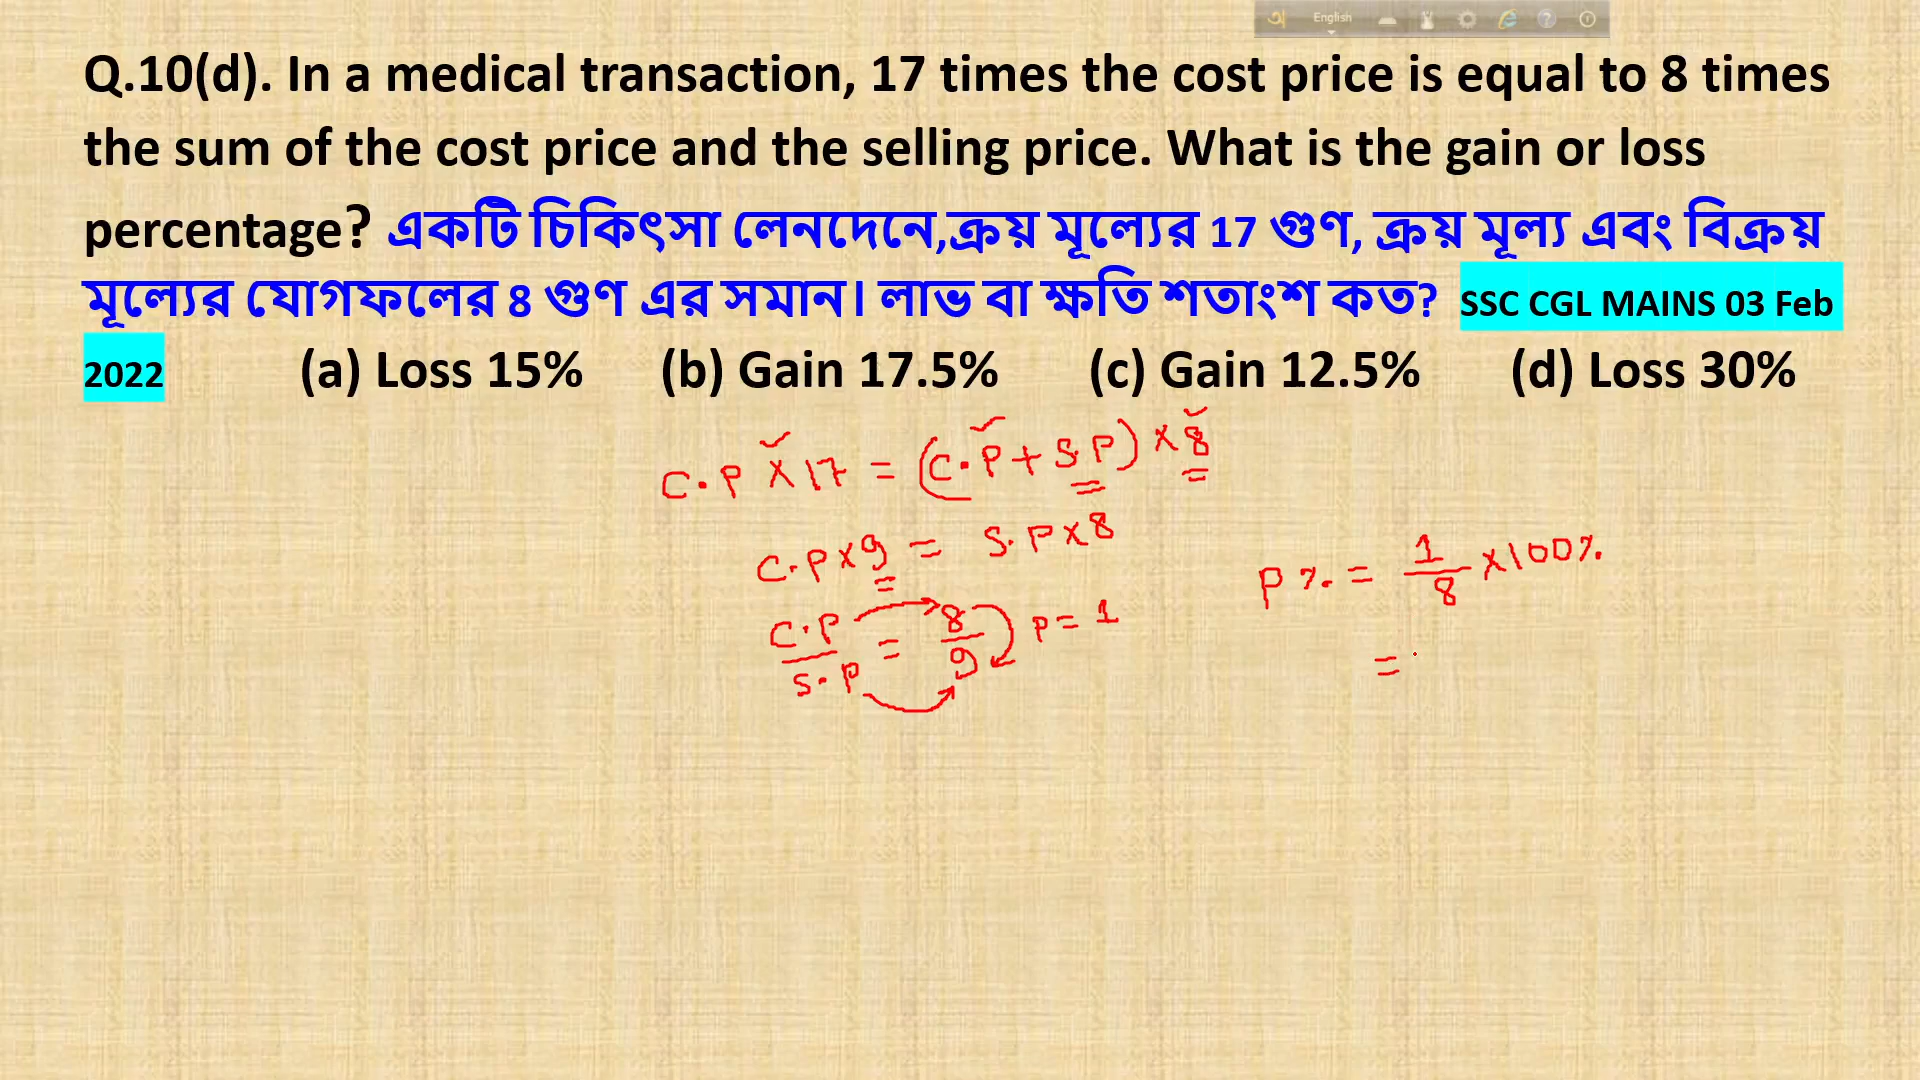 English
Q.10(d). In a medical transaction, 17 times the cost price is equal to 8 times
the sum of the cost price and the selling price. What is the gain or loss
percentage? একটি চিকিৎসা লেনদেনে,ক্রয় মূল্যের 17 গুণ, ক্রয় মূল্য এবং বিক্রয়
মূল্যের যোগফলের 8 গুণ এর সমান। লাভ বা ক্ষতি শতাংশ কত? SSC CGL MAINS 03 Feb
2022 (a) Loss 15% (b) Gain 17.5% (c) Gain 12.5% (d) Loss 30%
C.P × 17 = (C.P + S.P) × 8
C.P × 9 = S.P × 8
C.P/S.P = 8/9 P = 1
P % = 1/8 × 100%
=